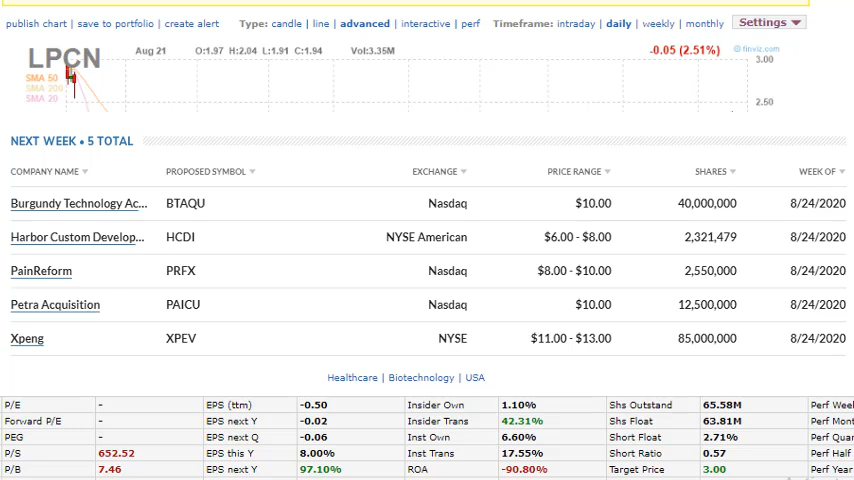 publish chart | save to portfolio | create alert Type: candle | line | advanced | interactive | perf Timeframe: intraday | daily | weekly | monthly Settings
LPCN Aug 21 O:1.97 H:2.04 L:1.91 C:1.94 Vol:3.35M -0.05 (2.51%) © finviz.com
3.00
SMA 50
SMA 200
SMA 20
2.50
NEXT WEEK • 5 TOTAL
COMPANY NAME PROPOSED SYMBOL EXCHANGE PRICE RANGE SHARES WEEK OF
Burgundy Technology Ac... BTAQU Nasdaq $10.00 40,000,000 8/24/2020
Harbor Custom Develop... HCDI NYSE American $6.00 - $8.00 2,321,479 8/24/2020
PainReform PRFX Nasdaq $8.00 - $10.00 2,550,000 8/24/2020
Petra Acquisition PAICU Nasdaq $10.00 12,500,000 8/24/2020
Xpeng XPEV NYSE $11.00 - $13.00 85,000,000 8/24/2020
Healthcare | Biotechnology | USA
P/E - EPS (ttm) -0.50 Insider Own 1.10% Shs Outstand 65.58M Perf Week
Forward P/E - EPS next Y -0.02 Insider Trans 42.31% Shs Float 63.81M Perf Mont
PEG - EPS next Q -0.06 Inst Own 6.60% Short Float 2.71% Perf Quar
P/S 652.52 EPS this Y 8.00% Inst Trans 17.55% Short Ratio 0.57 Perf Half
P/B 7.46 EPS next Y 97.10% ROA -90.80% Target Price 3.00 Perf Year